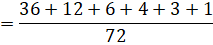 = (36 + 12 + 6 + 4 + 3 + 1) / 72